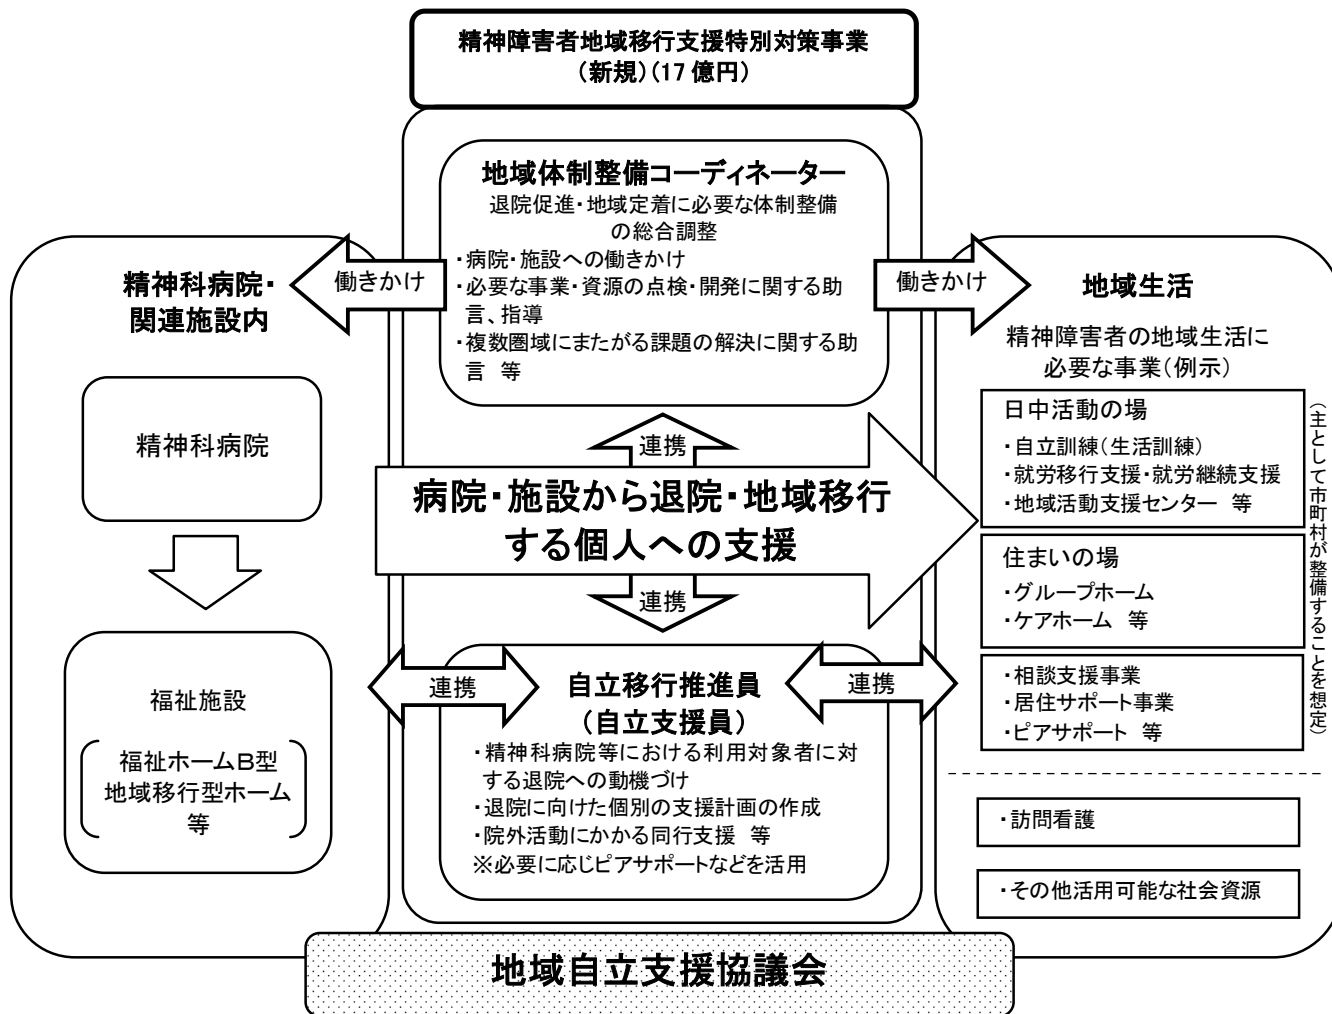 精神障害者地域移行支援特別対策事業
(新規)(17億円)
地域体制整備コーディネーター
退院促進・地域定着に必要な体制整備
の総合調整
・病院・施設への働きかけ
・必要な事業・資源の点検・開発に関する助
言、指導
・複数圏域にまたがる課題の解決に関する助
言 等
働きかけ
働きかけ
精神科病院・
関連施設内
精神科病院
福祉施設
福祉ホームB型
地域移行型ホーム
等
連携
病院・施設から退院・地域移行
する個人への支援
連携
連携
連携
自立移行推進員
(自立支援員)
・精神科病院等における利用対象者に対
する退院への動機づけ
・退院に向けた個別の支援計画の作成
・院外活動にかかる同行支援 等
※必要に応じピアサポートなどを活用
地域生活
精神障害者の地域生活に
必要な事業(例示)
日中活動の場
・自立訓練(生活訓練)
・就労移行支援・就労継続支援
・地域活動支援センター 等
住まいの場
・グループホーム
・ケアホーム 等
・相談支援事業
・居住サポート事業
・ピアサポート 等
(主として市町村が整備することを想定)
・訪問看護
・その他活用可能な社会資源
地域自立支援協議会